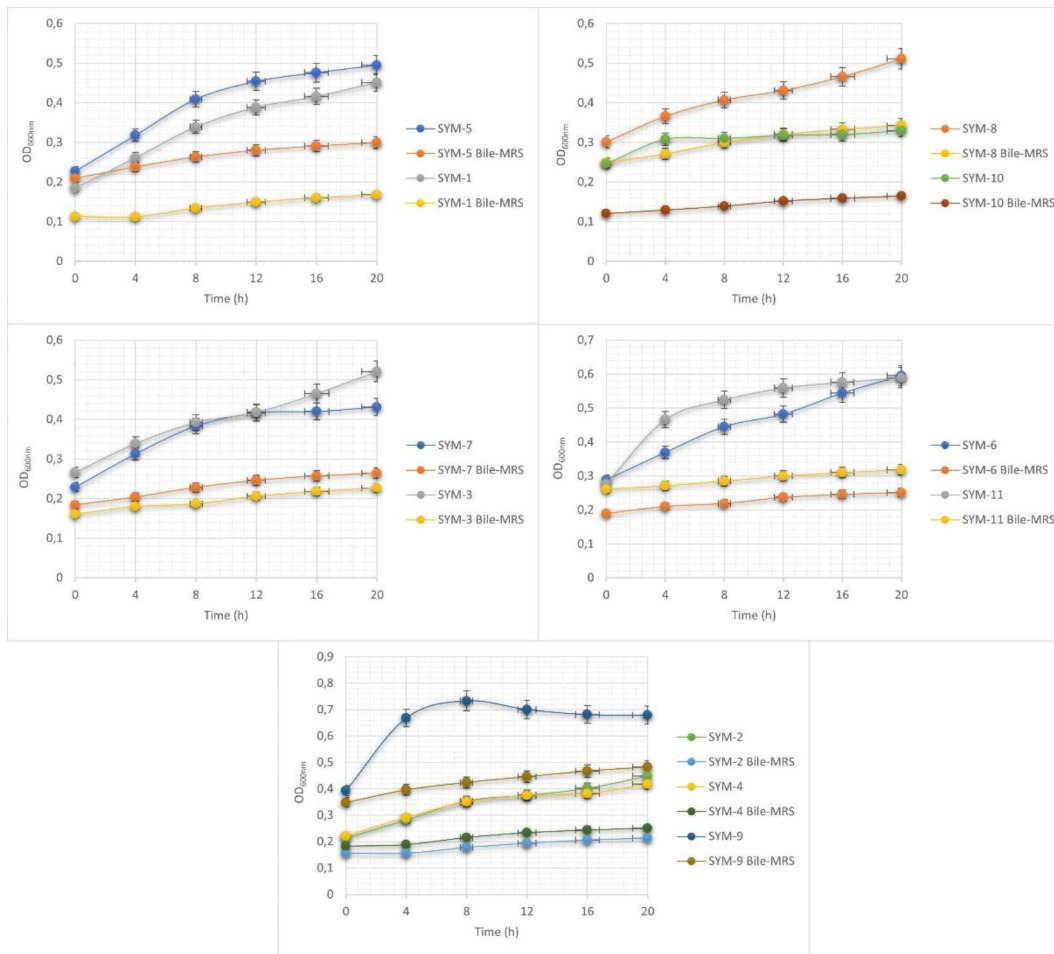 0,6
0,5
0,4
0,3
0,2
0,1
0
OD600nm
0 4 8 12 16 20
Time (h)
SYM-5
SYM-5 Bile-MRS
SYM-1
SYM-1 Bile-MRS
0,6
0,5
0,4
0,3
0,2
0,1
0
OD600nm
0 4 8 12 16 20
Time (h)
SYM-8
SYM-8 Bile-MRS
SYM-10
SYM-10 Bile-MRS
0,6
0,5
0,4
0,3
0,2
0,1
0
OD600nm
0 4 8 12 16 20
Time (h)
SYM-7
SYM-7 Bile-MRS
SYM-3
SYM-3 Bile-MRS
0,7
0,6
0,5
0,4
0,3
0,2
0,1
0
OD600nm
0 4 8 12 16 20
Time (h)
SYM-6
SYM-6 Bile-MRS
SYM-11
SYM-11 Bile-MRS
0,9
0,8
0,7
0,6
0,5
0,4
0,3
0,2
0,1
0
OD600nm
0 4 8 12 16 20
Time (h)
SYM-2
SYM-2 Bile-MRS
SYM-4
SYM-4 Bile-MRS
SYM-9
SYM-9 Bile-MRS